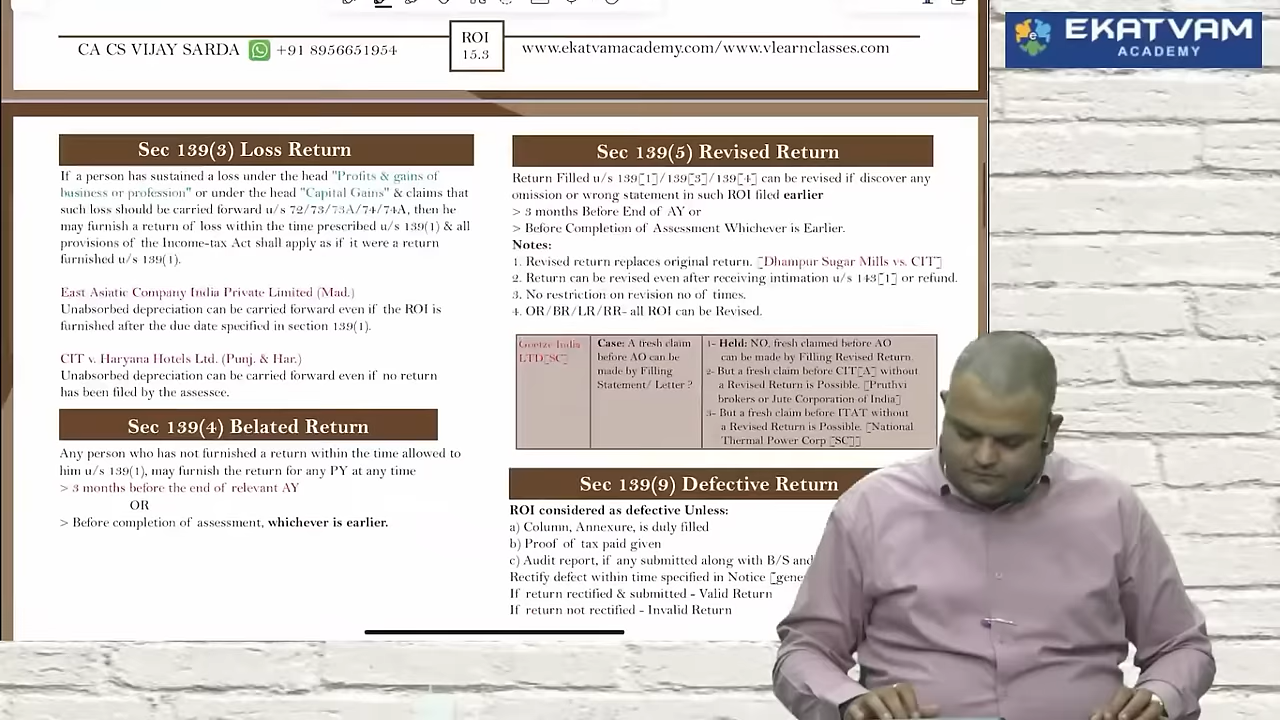 CA CS VIJAY SARDA +91 8956651954
ROI
15.3
www.ekatvamacademy.com/www.vlearnclasses.com
EKATVAM
ACADEMY
Sec 139(3) Loss Return
If a person has sustained a loss under the head "Profits & gains of
business or profession" or under the head "Capital Gains" & claims that
such loss should be carried forward u/s 72/73/73A/74/74A, then he
may furnish a return of loss within the time prescribed u/s 139(1) & all
provisions of the Income-tax Act shall apply as if it were a return
furnished u/s 139(1).
East Asiatic Company India Private Limited (Mad.)
Unabsorbed depreciation can be carried forward even if the ROI is
furnished after the due date specified in section 139(1).
CIT v. Haryana Hotels Ltd. (Punj. & Har.)
Unabsorbed depreciation can be carried forward even if no return
has been filed by the assessee.
Sec 139(4) Belated Return
Any person who has not furnished a return within the time allowed to
him u/s 139(1), may furnish the return for any PY at any time
> 3 months before the end of relevant AY
OR
> Before completion of assessment, whichever is earlier.
Sec 139(5) Revised Return
Return Filled u/s 139[1]/139[3]/139[4] can be revised if discover any
omission or wrong statement in such ROI filed earlier
> 3 months Before End of AY or
> Before Completion of Assessment Whichever is Earlier.
Notes:
1. Revised return replaces original return. [Dhampur Sugar Mills vs. CIT]
2. Return can be revised even after receiving intimation u/s 143[1] or refund.
3. No restriction on revision no of times.
4. OR/BR/LR/RR- all ROI can be Revised.
Goetze India
LTD[SC]
Case: A fresh claim
before AO can be
made by Filling
Statement/ Letter ?
1- Held: NO, fresh claimed before AO
can be made by Filling Revised Return.
2- But a fresh claim before CIT[A] without
a Revised Return is Possible. [Pruthvi
brokers or Jute Corporation of India]
3- But a fresh claim before ITAT without
a Revised Return is Possible. [National
Thermal Power Corp [SC]]
Sec 139(9) Defective Return
ROI considered as defective Unless:
a) Column, Annexure, is duly filled
b) Proof of tax paid given
c) Audit report, if any submitted along with B/S and
Rectify defect within time specified in Notice
If return rectified & submitted - Valid Return
If return not rectified - Invalid Return